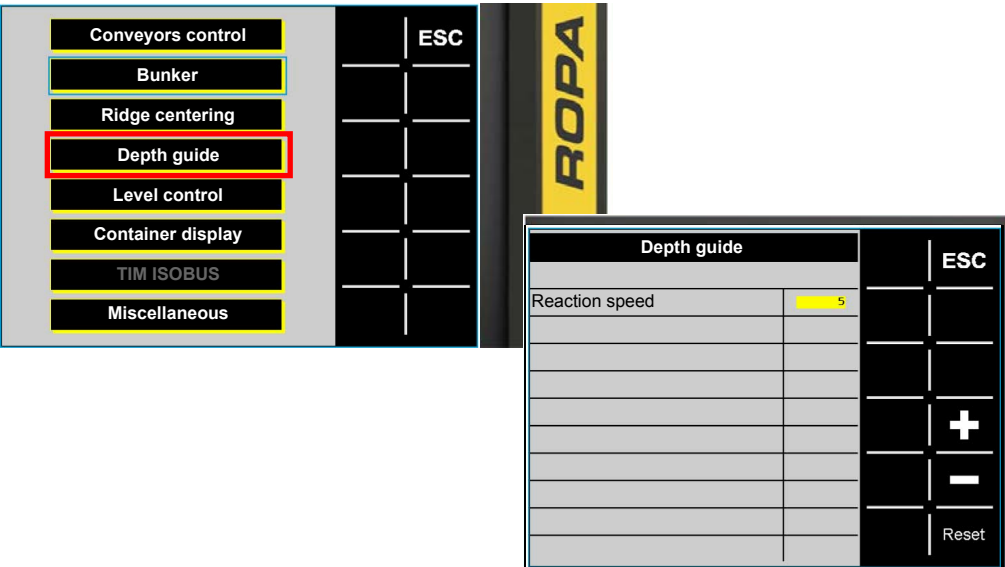 Conveyors control
ESC
Bunker
Ridge centering
Depth guide
Level control
Container display
TIM ISOBUS
Miscellaneous
ROPA
Depth guide
ESC
Reaction speed 5
+
−
Reset